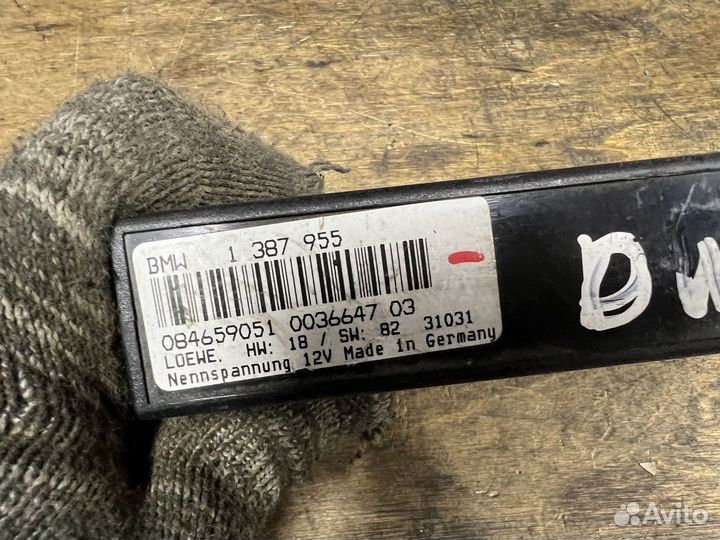 BMW 1 387 955
084659051 0036647 03
LOEWE. HW: 18 / SW: 82 31031
Nennspannung 12V Made in Germany
Avito